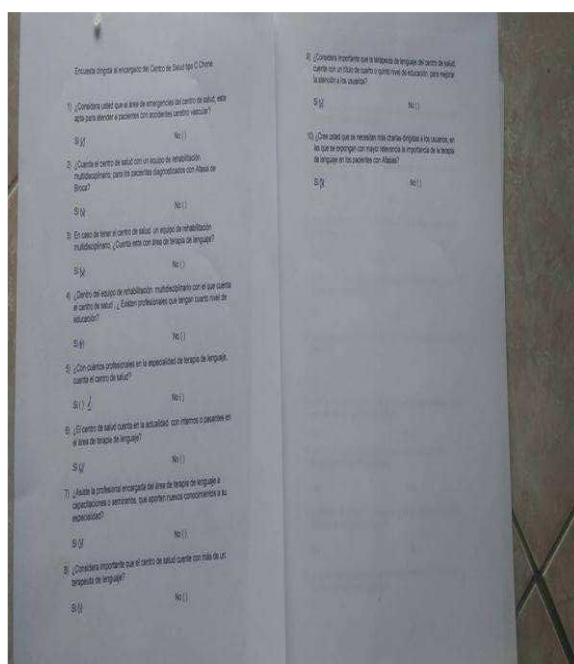 Encuesta dirigida al encargado del Centro de Salud tipo C Chone
1) ¿Considera usted que el área de emergencias del centro de salud, este
apta para atender a pacientes con accidentes cerebro vascular?
Si (/) No ( )
2) ¿Cuenta el centro de salud con un equipo de rehabilitación
multidisciplinario, para los pacientes diagnosticados con Afasia de
Broca?
Si (/) No ( )
3) En caso de tener el centro de salud un equipo de rehabilitación
multidisciplinario, ¿Cuenta este con área de terapia de lenguaje?
Si (/) No ( )
4) ¿Dentro del equipo de rehabilitación multidisciplinario con el que cuenta
el centro de salud , ¿ Existen profesionales que tengan cuarto nivel de
educación?
Si (/) No ( )
5) ¿Con cuántos profesionales en la especialidad de terapia de lenguaje,
cuenta el centro de salud?
Si ( ) No ( )
6) ¿El centro de salud cuenta en la actualidad con internos o pasantes en
el área de terapia de lenguaje?
Si (/) No ( )
7) ¿Asiste la profesional encargada del área de terapia de lenguaje a
capacitaciones o seminarios, que aporten nuevos conocimientos a su
especialidad?
Si (/) No ( )
8) ¿Considera importante que el centro de salud cuente con más de un
terapeuta de lenguaje?
Si (/) No ( )
9) ¿Considera importante que la terapeuta de lenguaje del centro de salud,
cuente con un título de cuarto o quinto nivel de educación, para mejorar
la atención a los usuarios?
Si (/) No ( )
10) ¿Cree usted que se necesitan más charlas dirigidas a los usuarios, en
las que se expongan con mayor relevancia la importancia de la terapia
de lenguaje en los pacientes con Afasias?
Si (/) No ( )